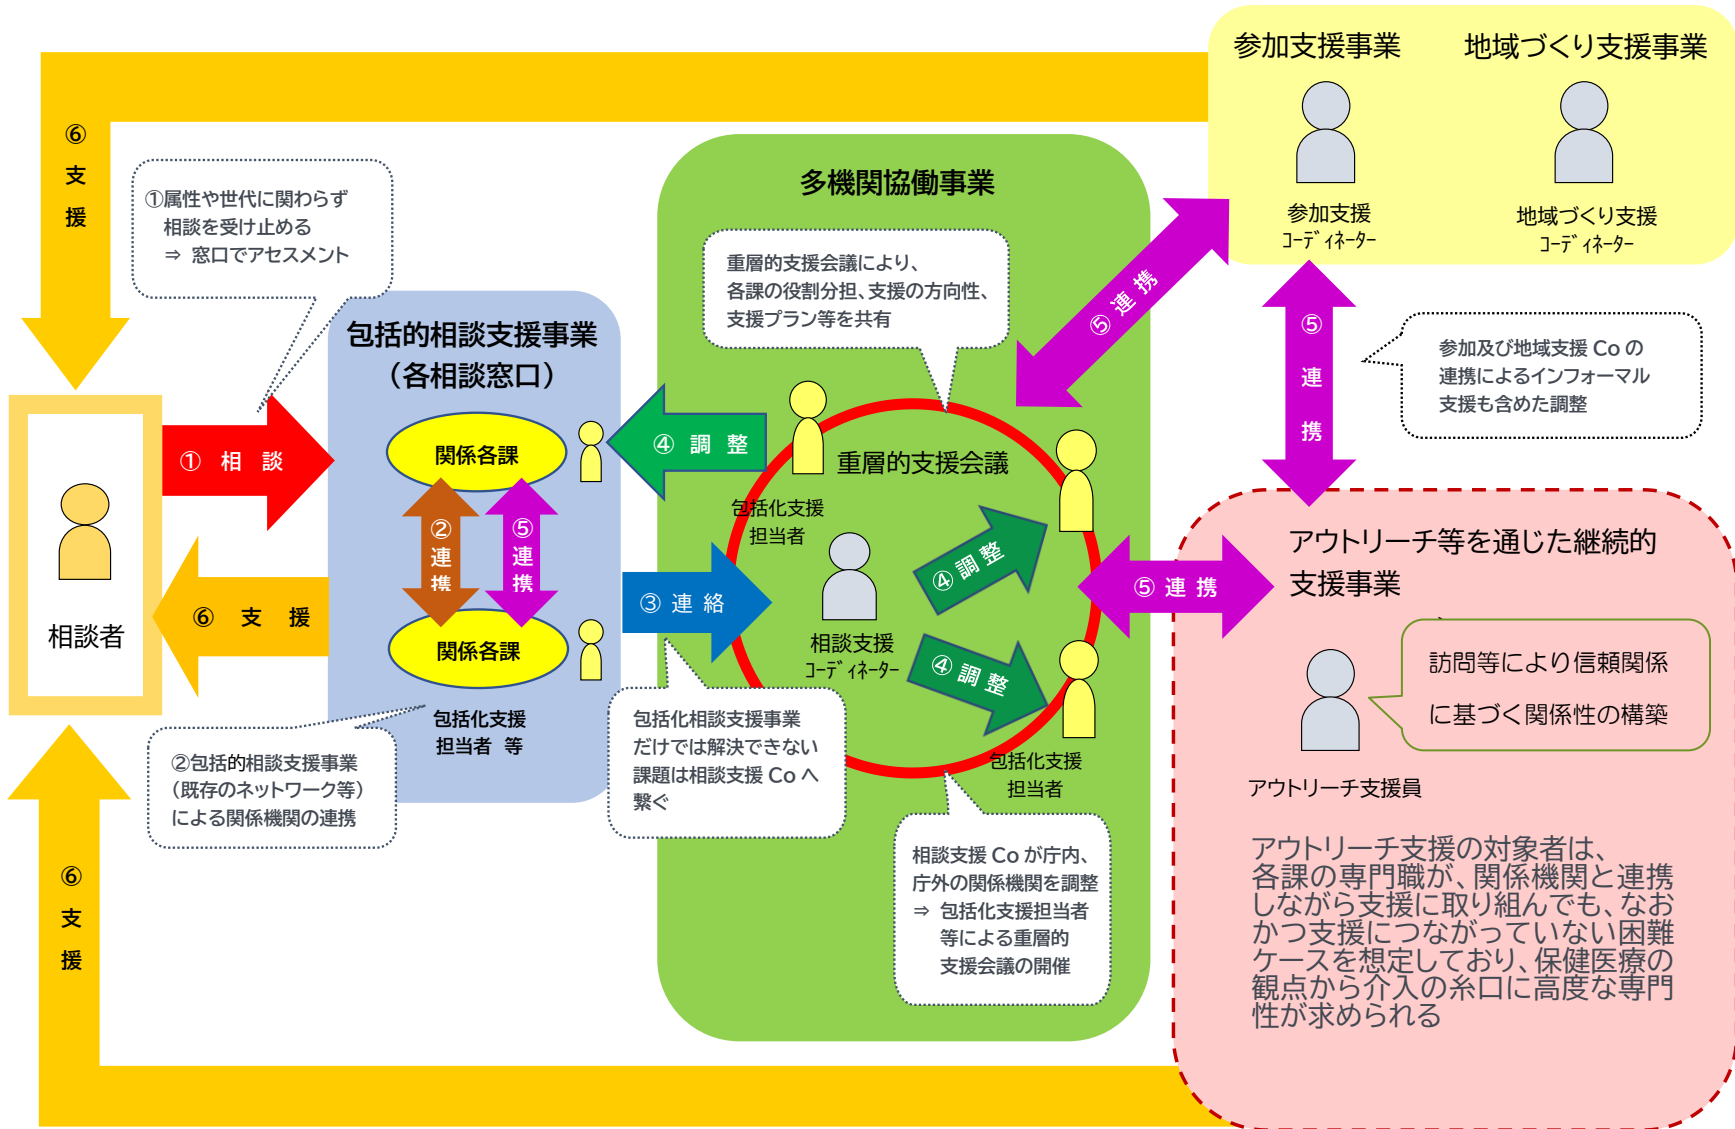 参加支援事業
地域づくり支援事業
参加支援
コーディネーター
地域づくり支援
コーディネーター
⑥
支
援
①属性や世代に関わらず
相談を受け止める
⇒ 窓口でアセスメント
多機関協働事業
重層的支援会議により、
各課の役割分担、支援の方向性、
支援プラン等を共有
⑤連携
⑤
連
携
参加及び地域支援 Co の
連携によるインフォーマル
支援も含めた調整
包括的相談支援事業
（各相談窓口）
関係各課
②
連
携
⑤
連
携
関係各課
包括化支援
担当者 等
① 相 談
相談者
⑥ 支 援
④ 調 整
③ 連 絡
重層的支援会議
包括化支援
担当者
相談支援
コーディネーター
④調整
④調整
包括化支援
担当者
⑤ 連 携
アウトリーチ等を通じた継続的
支援事業
訪問等により信頼関係
に基づく関係性の構築
アウトリーチ支援員
アウトリーチ支援の対象者は、
各課の専門職が、関係機関と連携
しながら支援に取り組んでも、なお
かつ支援につながっていない困難
ケースを想定しており、保健医療の
観点から介入の糸口に高度な専門
性が求められる
②包括的相談支援事業
（既存のネットワーク等）
による関係機関の連携
包括化相談支援事業
だけでは解決できない
課題は相談支援 Co へ
繋ぐ
相談支援 Co が庁内、
庁外の関係機関を調整
⇒ 包括化支援担当者
等による重層的
支援会議の開催
⑥
支
援